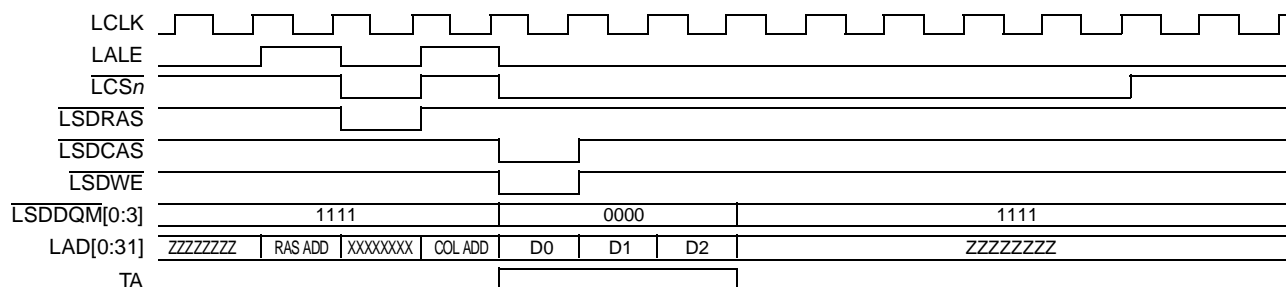 LCLK
LALE
LCSn
LSDRAS
LSDCAS
LSDWE
LSDDQM[0:3] 1111 0000 1111
LAD[0:31] ZZZZZZZZ RAS ADD XXXXXXXX COL ADD D0 D1 D2 ZZZZZZZZ
TA